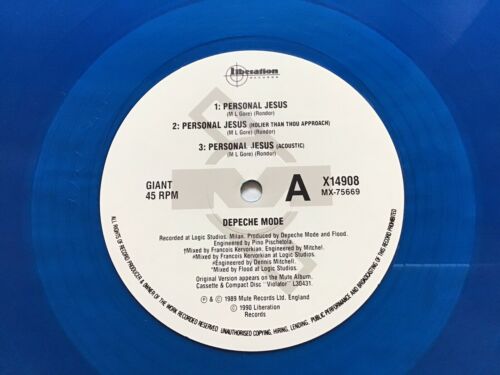 Liberation
RECORDS
1: PERSONAL JESUS
(M L Gore) (Rondor)
2: PERSONAL JESUS (HOLIER THAN THOU APPROACH)
(M L Gore) (Rondor)
3: PERSONAL JESUS (ACOUSTIC)
(M L Gore) (Rondor)
GIANT
45 RPM
A
X14908
MX-75669
DEPECHE MODE
Recorded at Logic Studios. Milan. Produced by Depeche Mode and Flood.
Engineered by Pino Pischetola.
†Mixed by Francois Kervorkian. Engineered by Mitchel.
#Mixed by Francois Kervorkian at Logic Studios.
Engineered by Dennis Mitchell.
Mixed by Flood at Logic Studios.
Original Version appears on the Mute Album,
Cassette & Compact Disc "Violator" L30431.
℗ & © 1989 Mute Records Ltd. England
© 1990 Liberation
Records
ALL RIGHTS OF RECORD PRODUCER & OWNER OF THE WORK RECORDED RESERVED UNAUTHORISED COPYING, HIRING, LENDING, PUBLIC PERFORMANCE AND BROADCASTING OF THIS RECORD PROHIBITED